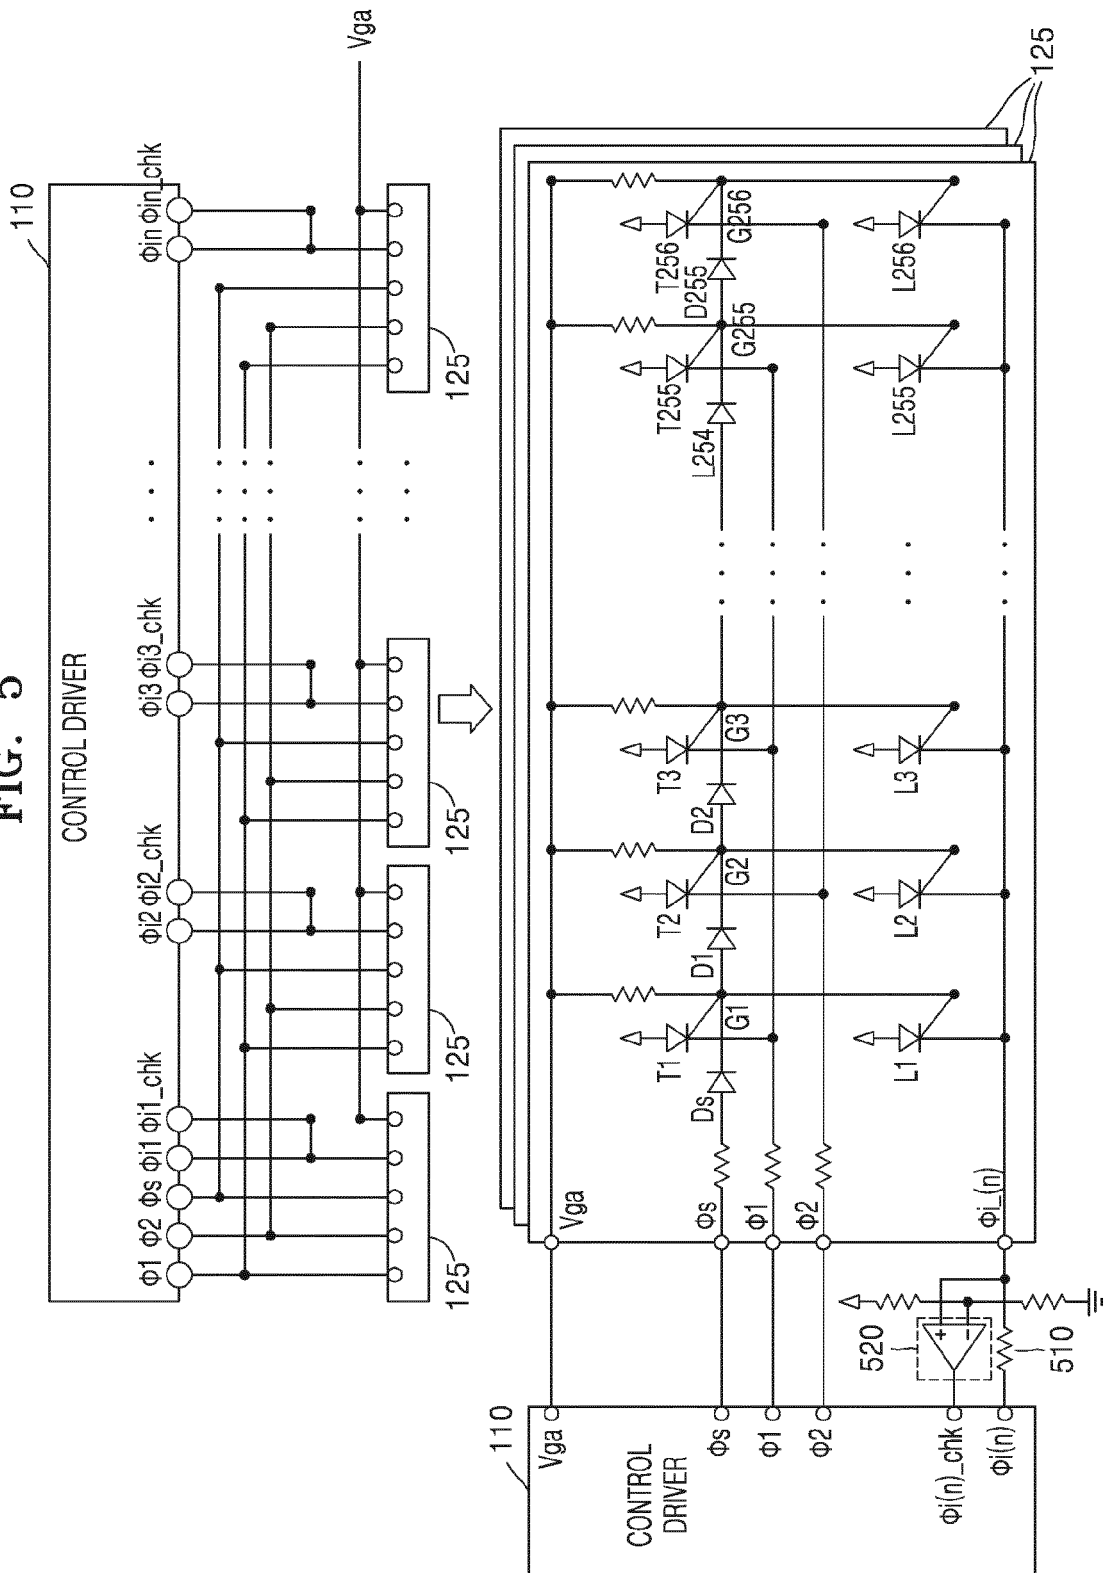 FIG. 5
110
CONTROL DRIVER
Φ1 Φ2 Φs Φi1 Φi1_chk Φi2 Φi2_chk Φi3 Φi3_chk Φin Φin_chk
Vga
125 125 125 125
110
CONTROL
DRIVER
Vga
Φs
Φ1
Φ2
Φi(n)_chk
Φi(n)
520
+
−
510
Vga
Φs
Φ1
Φ2
Φi_(n)
T1 T2 T3 T255 T256
Ds D1 D2 L254 D255
G1 G2 G3 G255 G256
L1 L2 L3 L255 L256
125